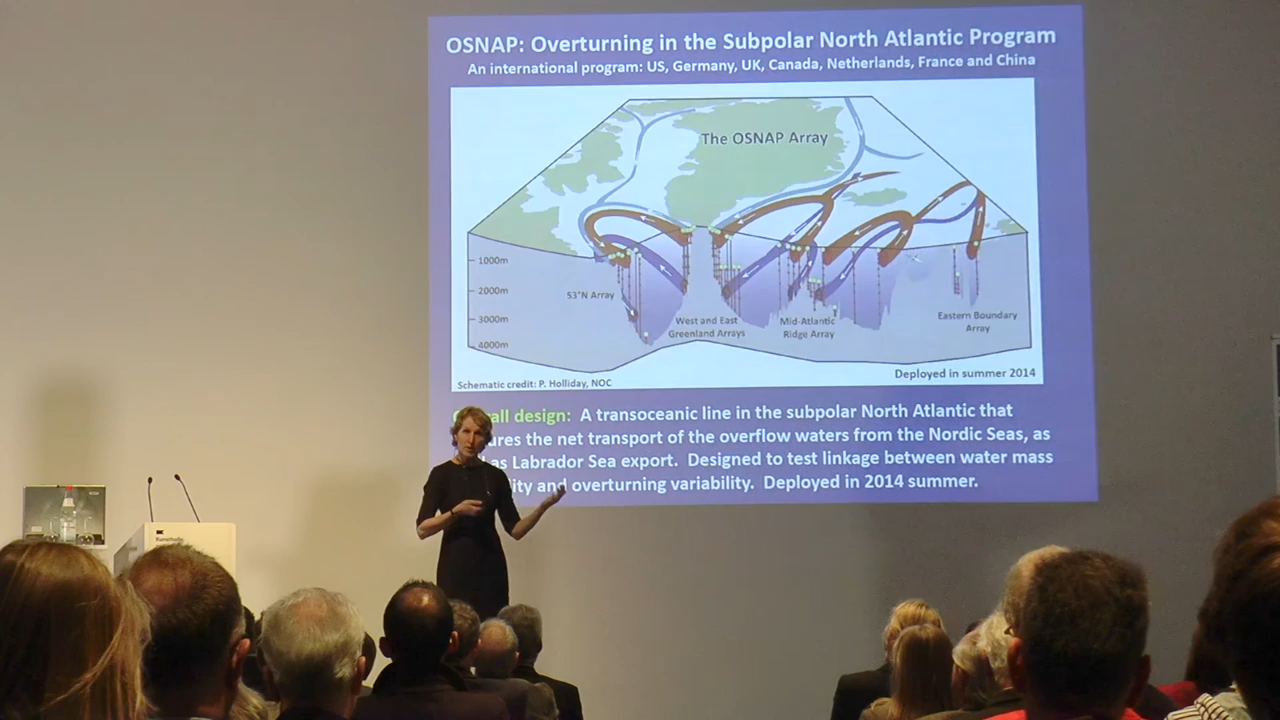 OSNAP: Overturning in the Subpolar North Atlantic Program
An international program: US, Germany, UK, Canada, Netherlands, France and China
The OSNAP Array
1000m
2000m
3000m
4000m
53°N Array
West and East
Greenland Arrays
Mid-Atlantic
Ridge Array
Eastern Boundary
Array
Schematic credit: P. Holliday, NOC
Deployed in summer 2014
design: A transoceanic line in the subpolar North Atlantic that
the net transport of the overflow waters from the Nordic Seas, as
as Labrador Sea export. Designed to test linkage between water mass
and overturning variability. Deployed in 2014 summer.